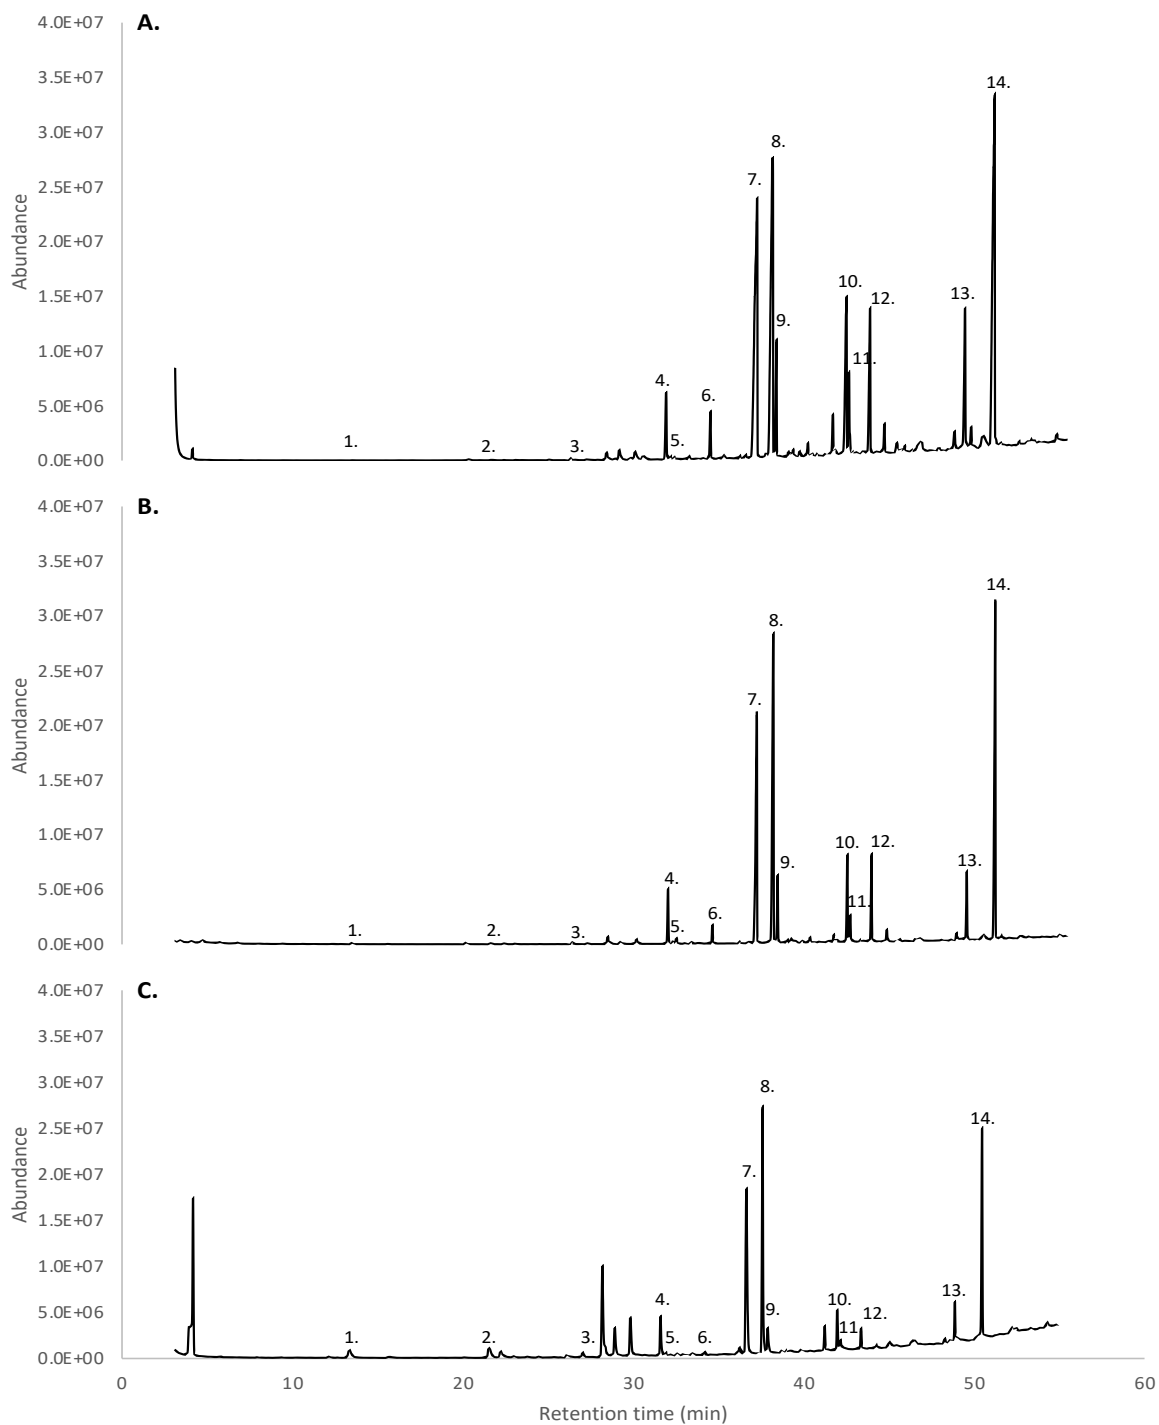 A.
4.0E+07
3.5E+07
3.0E+07
2.5E+07
2.0E+07
1.5E+07
1.0E+07
5.0E+06
0.0E+00
Abundance
1.
2.
3.
4.
5.
6.
7.
8.
9.
10.
11.
12.
13.
14.
B.
4.0E+07
3.5E+07
3.0E+07
2.5E+07
2.0E+07
1.5E+07
1.0E+07
5.0E+06
0.0E+00
Abundance
1.
2.
3.
4.
5.
6.
7.
8.
9.
10.
11.
12.
13.
14.
C.
4.0E+07
3.5E+07
3.0E+07
2.5E+07
2.0E+07
1.5E+07
1.0E+07
5.0E+06
0.0E+00
Abundance
1.
2.
3.
4.
5.
6.
7.
8.
9.
10.
11.
12.
13.
14.
0 10 20 30 40 50 60
Retention time (min)